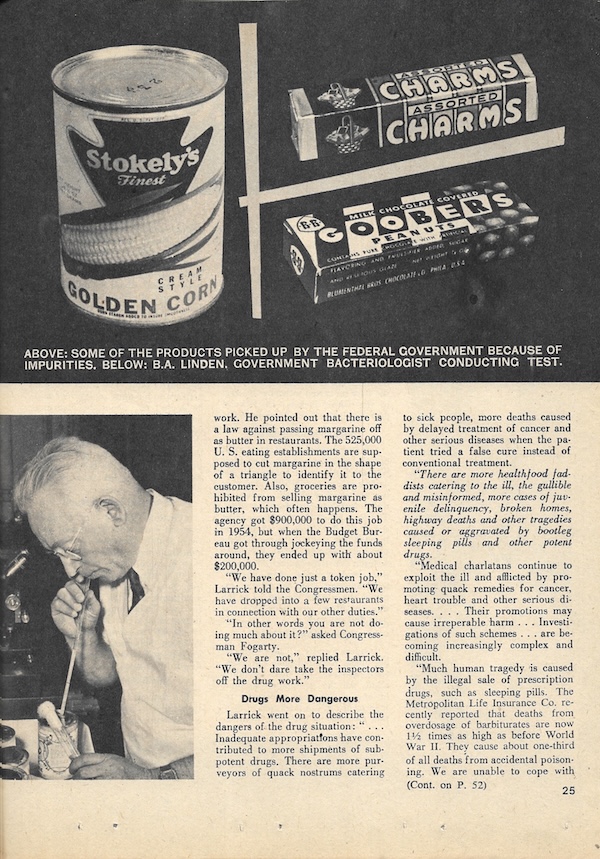 Stokely's
Finest
CREAM
STYLE
GOLDEN CORN
ASSORTED
CHARMS
ASSORTED
CHARMS
MILK CHOCOLATE COVERED
GOOBERS
PEANUTS
BLUMENTHAL BROS. CHOCOLATE CO. PHILA. U.S.A.
ABOVE: SOME OF THE PRODUCTS PICKED UP BY THE FEDERAL GOVERNMENT BECAUSE OF
IMPURITIES. BELOW: B.A. LINDEN, GOVERNMENT BACTERIOLOGIST CONDUCTING TEST.
work. He pointed out that there is
a law against passing margarine off
as butter in restaurants. The 525,000
U. S. eating establishments are sup-
posed to cut margarine in the shape
of a triangle to identify it to the
customer. Also, groceries are pro-
hibited from selling margarine as
butter, which often happens. The
agency got $900,000 to do this job
in 1954, but when the Budget Bur-
eau got through jockeying the funds
around, they ended up with about
$200,000.
"We have done just a token job,"
Larrick told the Congressmen. "We
have dropped into a few restaurants
in connection with our other duties."
"In other words you are not do-
ing much about it?" asked Congress-
man Fogarty.
"We are not," replied Larrick.
"We don't dare take the inspectors
off the drug work."
Drugs More Dangerous
Larrick went on to describe the
dangers of the drug situation: " . . .
Inadequate appropriations have con-
tributed to more shipments of sub-
potent drugs. There are more pur-
veyors of quack nostrums catering
to sick people, more deaths caused
by delayed treatment of cancer and
other serious diseases when the pa-
tient tried a false cure instead of
conventional treatment.
"There are more healthfood fad-
dists catering to the ill, the gullible
and misinformed, more cases of juv-
enile delinquency, broken homes,
highway deaths and other tragedies
caused or aggravated by bootleg
sleeping pills and other potent
drugs.
"Medical charlatans continue to
exploit the ill and afflicted by pro-
moting quack remedies for cancer,
heart trouble and other serious di-
seases. . . . Their promotions may
cause irreperable harm . . . Investi-
gations of such schemes . . . are be-
coming increasingly complex and
difficult.
"Much human tragedy is caused
by the illegal sale of prescription
drugs, such as sleeping pills. The
Metropolitan Life Insurance Co. re-
cently reported that deaths from
overdosage of barbiturates are now
1½ times as high as before World
War II. They cause about one-third
of all deaths from accidental poison-
ing. We are unable to cope with
(Cont. on P. 52)
25